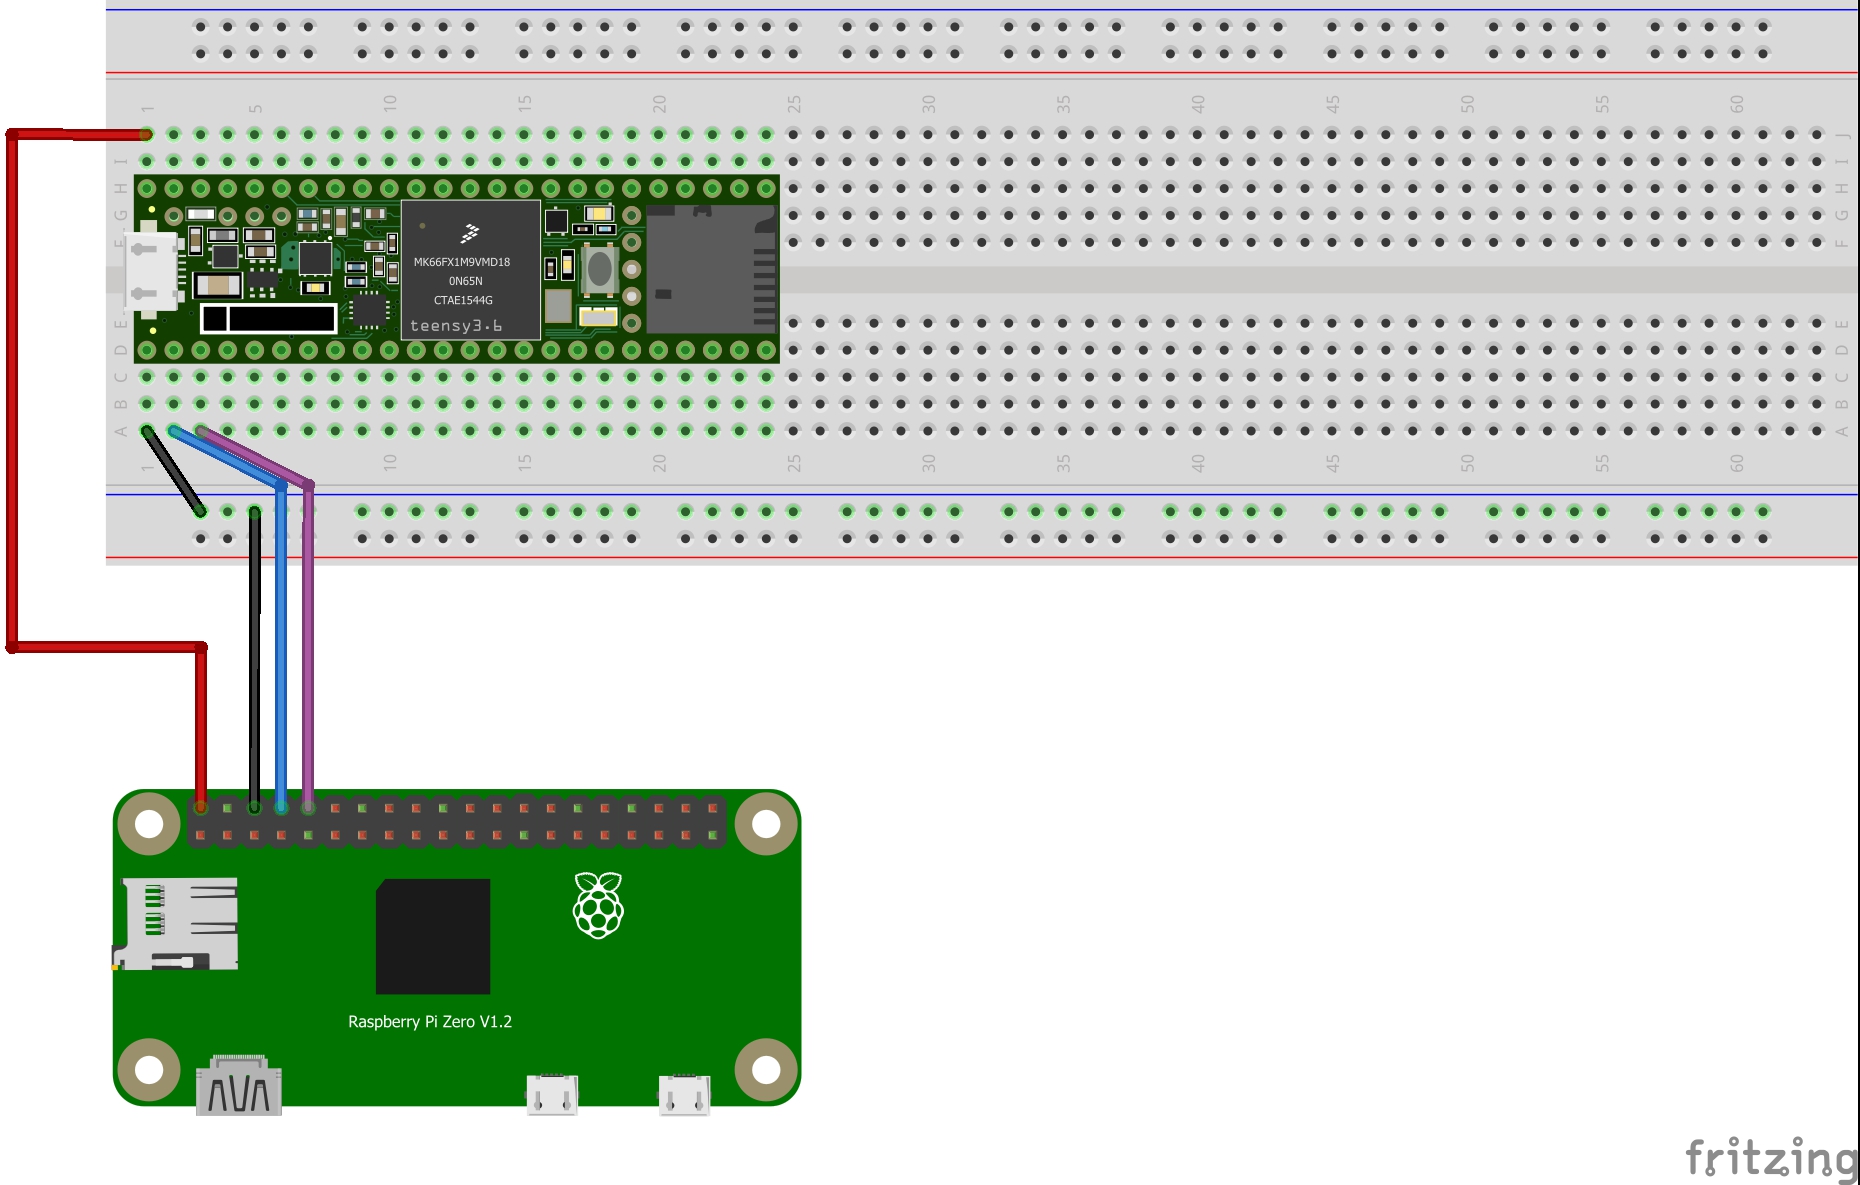 1 5 10 15 20 25 30 35 40 45 50 55 60
J J
I I
H H
G G
F F
MK66FX1M9VMD18
0N65N
CTAE1544G
teensy3.6
E E
D D
C C
B B
A A
1 10 15 20 25 30 35 40 45 50 55 60
Raspberry Pi Zero V1.2
fritzing